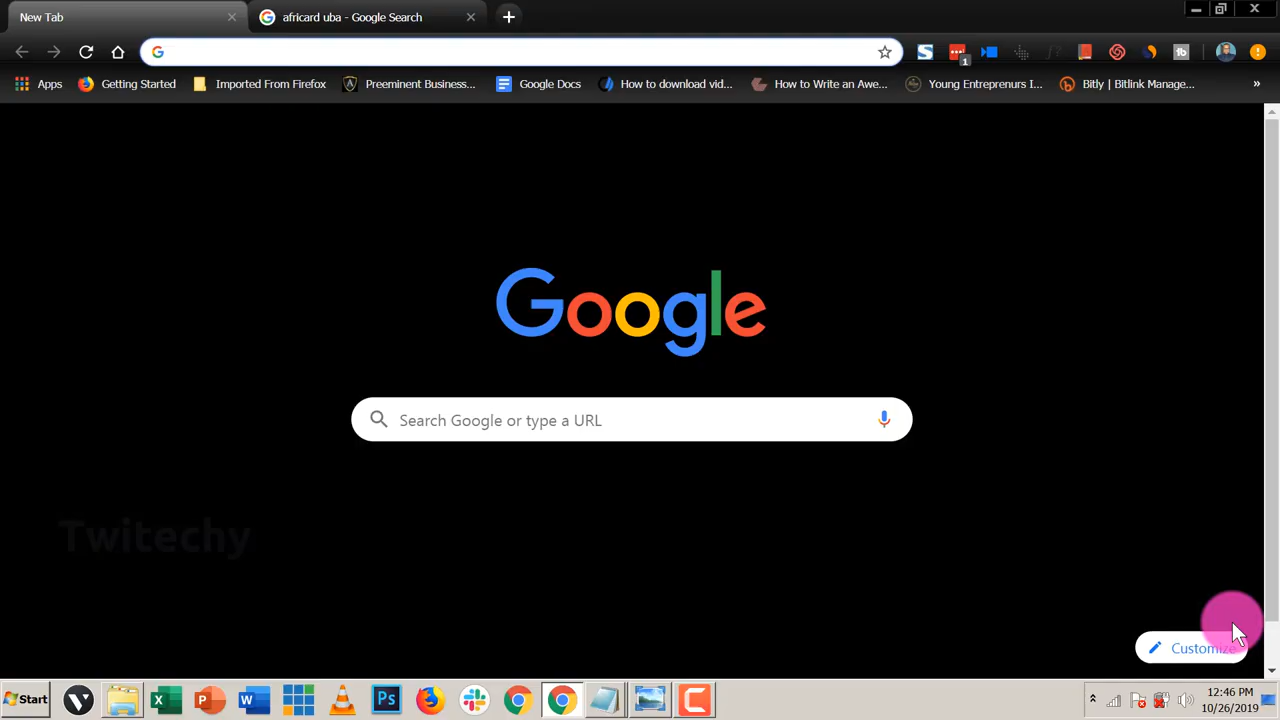 New Tab
africard uba - Google Search
1
Apps
Getting Started
Imported From Firefox
Preeminent Business...
Google Docs
How to download vid...
How to Write an Awe...
Young Entreprenurs I...
Bitly | Bitlink Manage...
»
Google
Search Google or type a URL
Twitechy
Customize
Start
Ps
12:46 PM
10/26/2019